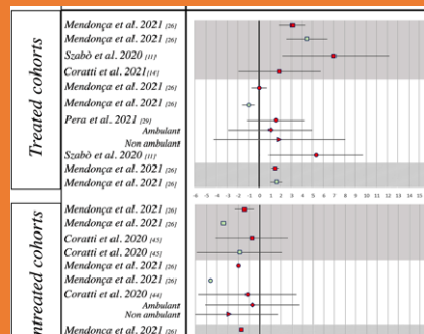 Treated cohorts
Mendonça et al. 2021 [26]
Mendonça et al. 2021 [26]
Szabò et al. 2020 [11]
Coratti et al. 2021 [14]
Mendonça et al. 2021 [26]
Mendonça et al. 2021 [26]
Pera et al. 2021 [29]
Ambulant
Non ambulant
Szabò et al. 2020 [11]
Mendonça et al. 2021 [26]
Mendonça et al. 2021 [26]
-6 -5 -4 -3 -2 -1 0 1 2 3 4 5 6 7 8 9 10 11 12 13 14 15
ntreated cohorts
Mendonça et al. 2021 [26]
Mendonça et al. 2021 [26]
Coratti et al. 2020 [45]
Coratti et al. 2020 [45]
Mendonça et al. 2021 [26]
Mendonça et al. 2021 [26]
Coratti et al. 2020 [44]
Ambulant
Non ambulant
Mendonça et al. 2021 [26]